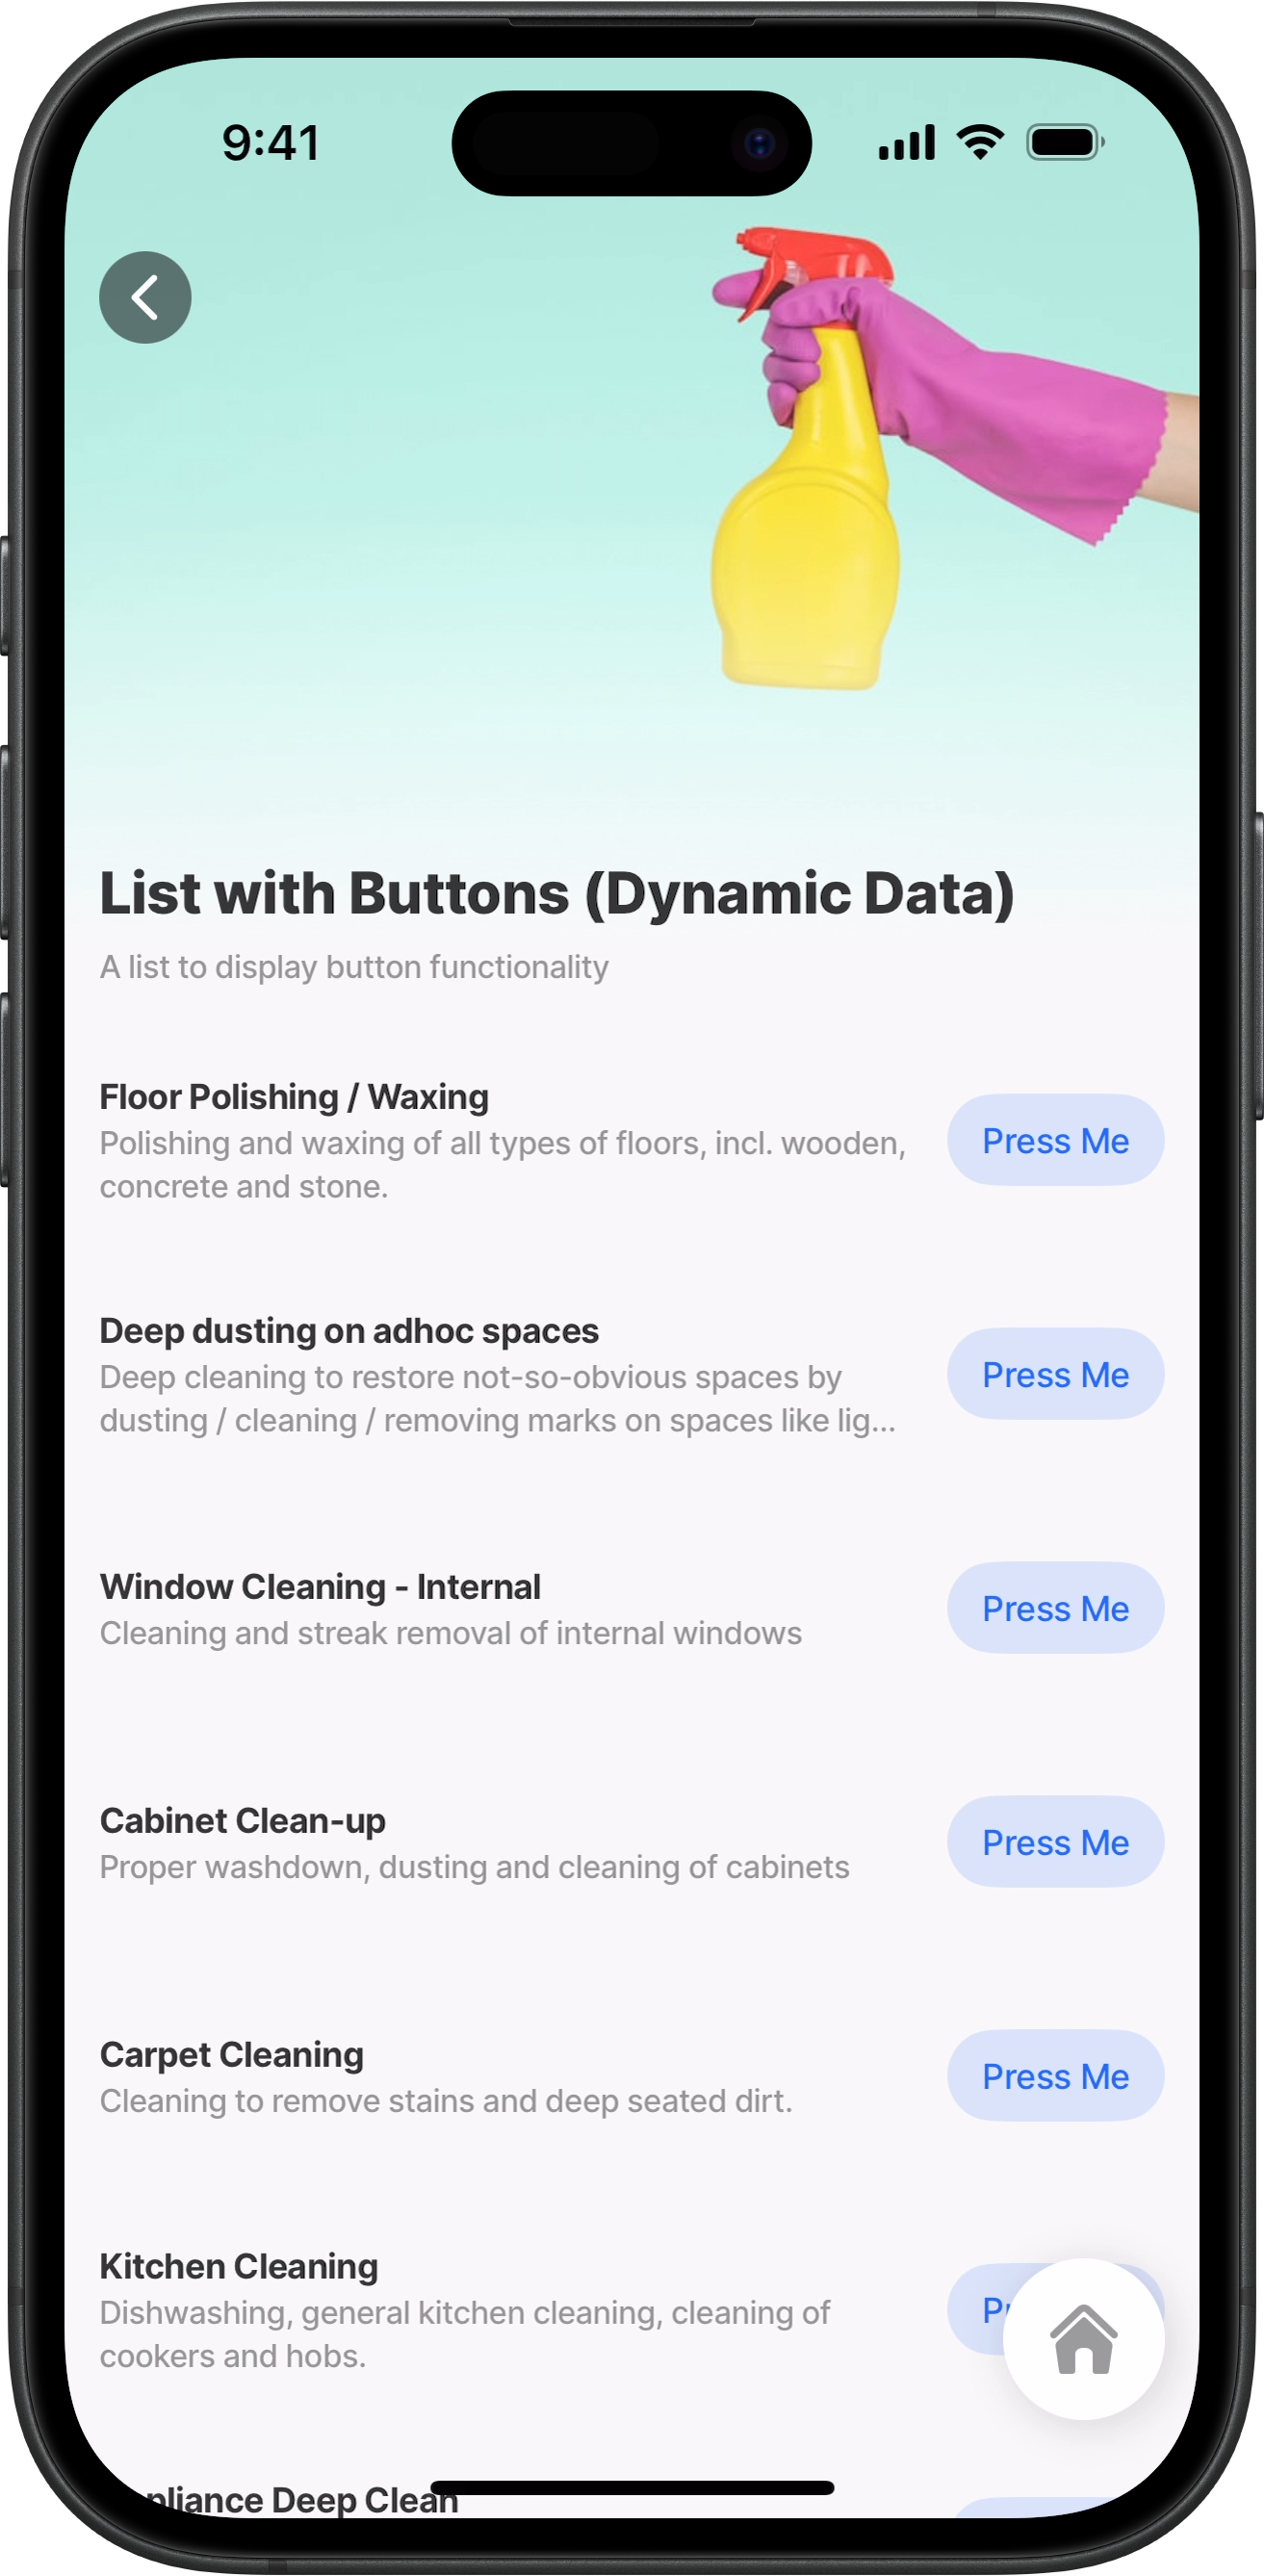 9:41
List with Buttons (Dynamic Data)
A list to display button functionality
Floor Polishing / Waxing
Polishing and waxing of all types of floors, incl. wooden,
concrete and stone.
Press Me
Deep dusting on adhoc spaces
Deep cleaning to restore not-so-obvious spaces by
dusting / cleaning / removing marks on spaces like lig...
Press Me
Window Cleaning - Internal
Cleaning and streak removal of internal windows
Press Me
Cabinet Clean-up
Proper washdown, dusting and cleaning of cabinets
Press Me
Carpet Cleaning
Cleaning to remove stains and deep seated dirt.
Press Me
Kitchen Cleaning
Dishwashing, general kitchen cleaning, cleaning of
cookers and hobs.
Deep Clean